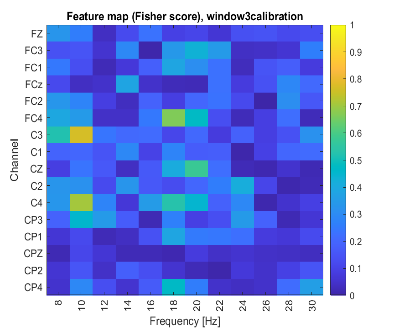 Feature map (Fisher score), window3calibration
Channel
FZ
FC3
FC1
FCz
FC2
FC4
C3
C1
CZ
C2
C4
CP3
CP1
CPZ
CP2
CP4
8 10 12 14 16 18 20 22 24 26 28 30
Frequency [Hz]
1
0.9
0.8
0.7
0.6
0.5
0.4
0.3
0.2
0.1
0